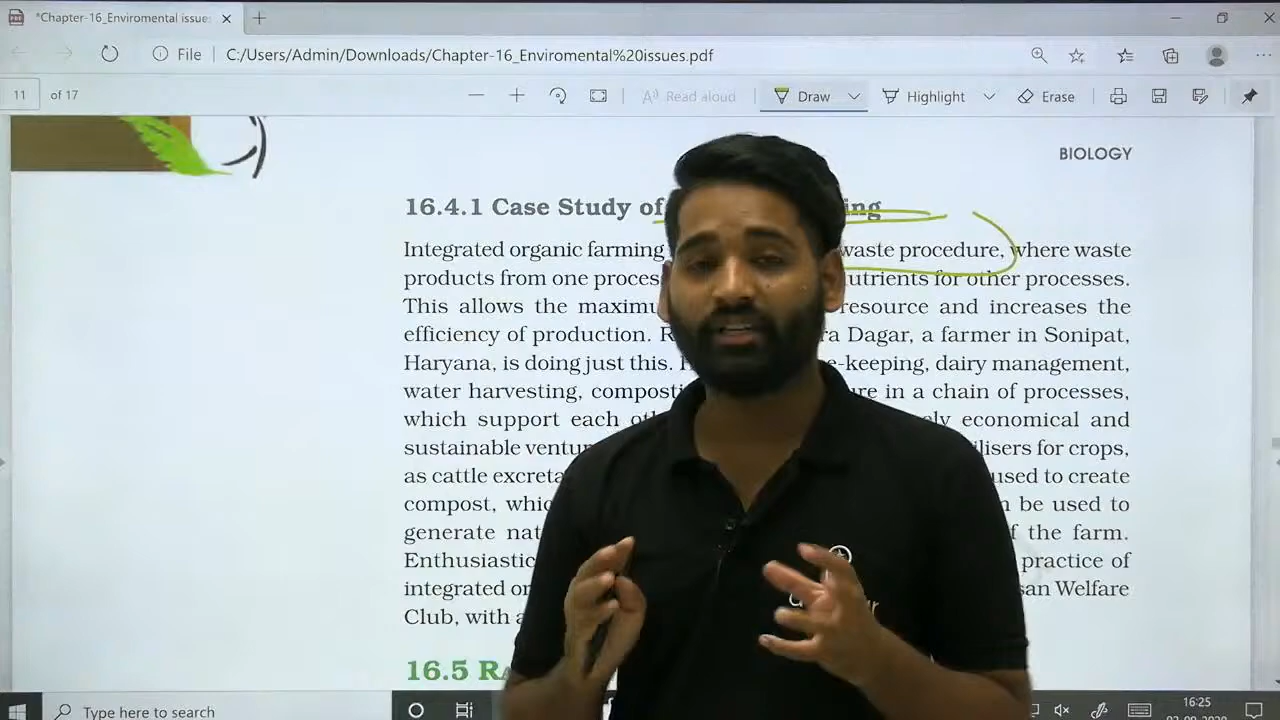 *Chapter-16_Enviromental issue
File
C:/Users/Admin/Downloads/Chapter-16_Enviromental%20issues.pdf
11 of 17
Read aloud
Draw
Highlight
Erase
BIOLOGY
16.4.1 Case Study of
Integrated organic farming waste procedure, where waste
products from one proces nutrients for other processes.
This allows the maximu resource and increases the
efficiency of production. R ra Dagar, a farmer in Sonipat,
Haryana, is doing just this. e-keeping, dairy management,
water harvesting, composti re in a chain of processes,
which support each ot ly economical and
sustainable ventur ilisers for crops,
as cattle excreta used to create
compost, whic n be used to
generate nat f the farm.
Enthusiastic practice of
integrated or san Welfare
Club, with a
16.5
Type here to search
16:25